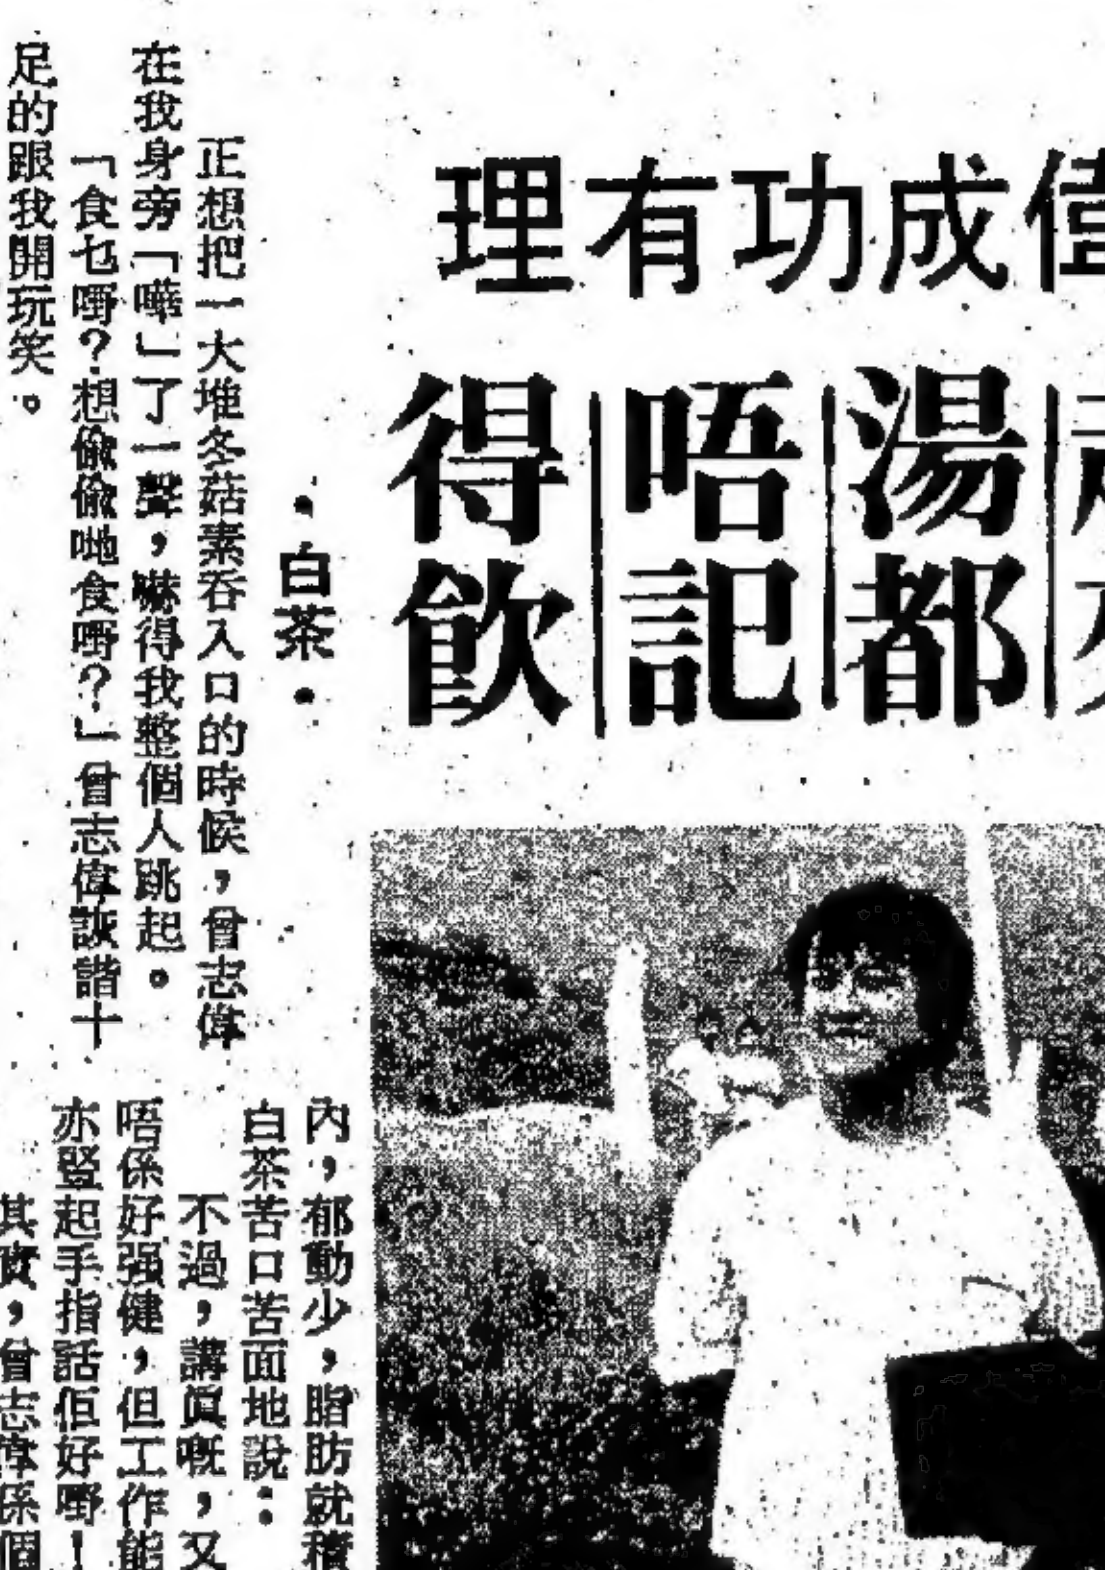 值成功有理
湯都
唔記
得飲
·白茶·
正想把一大堆冬菇素吞入口的時候，曾志偉
在我身旁「嘩」了一聲，嚇得我整個人跳起。
「食乜嘢？想偷偷哋食嘢？」曾志偉詼諧十
足的跟我開玩笑。
內，郁動少，脂肪就積
白茶苦口苦面地說：
不過，講眞嘅，又
唔係好强健，但工作能
亦豎起手指話佢好嘢！
其實，曾志偉係個